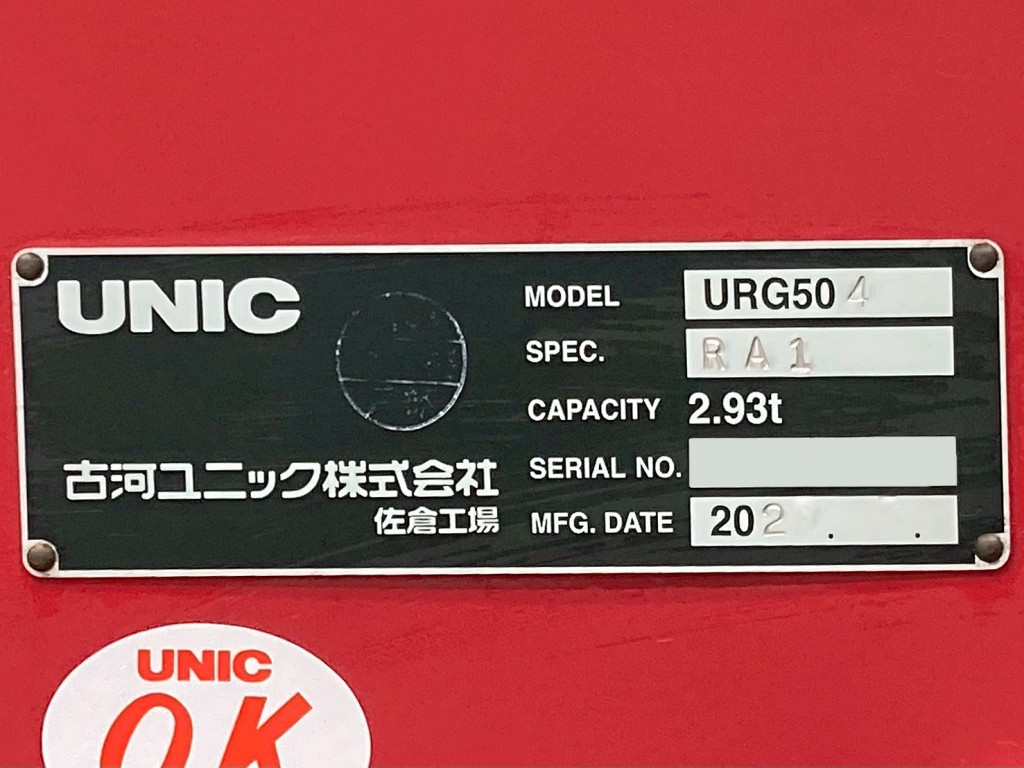 UNIC
MODEL URG504
SPEC. RA1
CAPACITY 2.93t
古河ユニック株式会社
佐倉工場
SERIAL NO.
MFG. DATE 202 . .
UNIC
OK